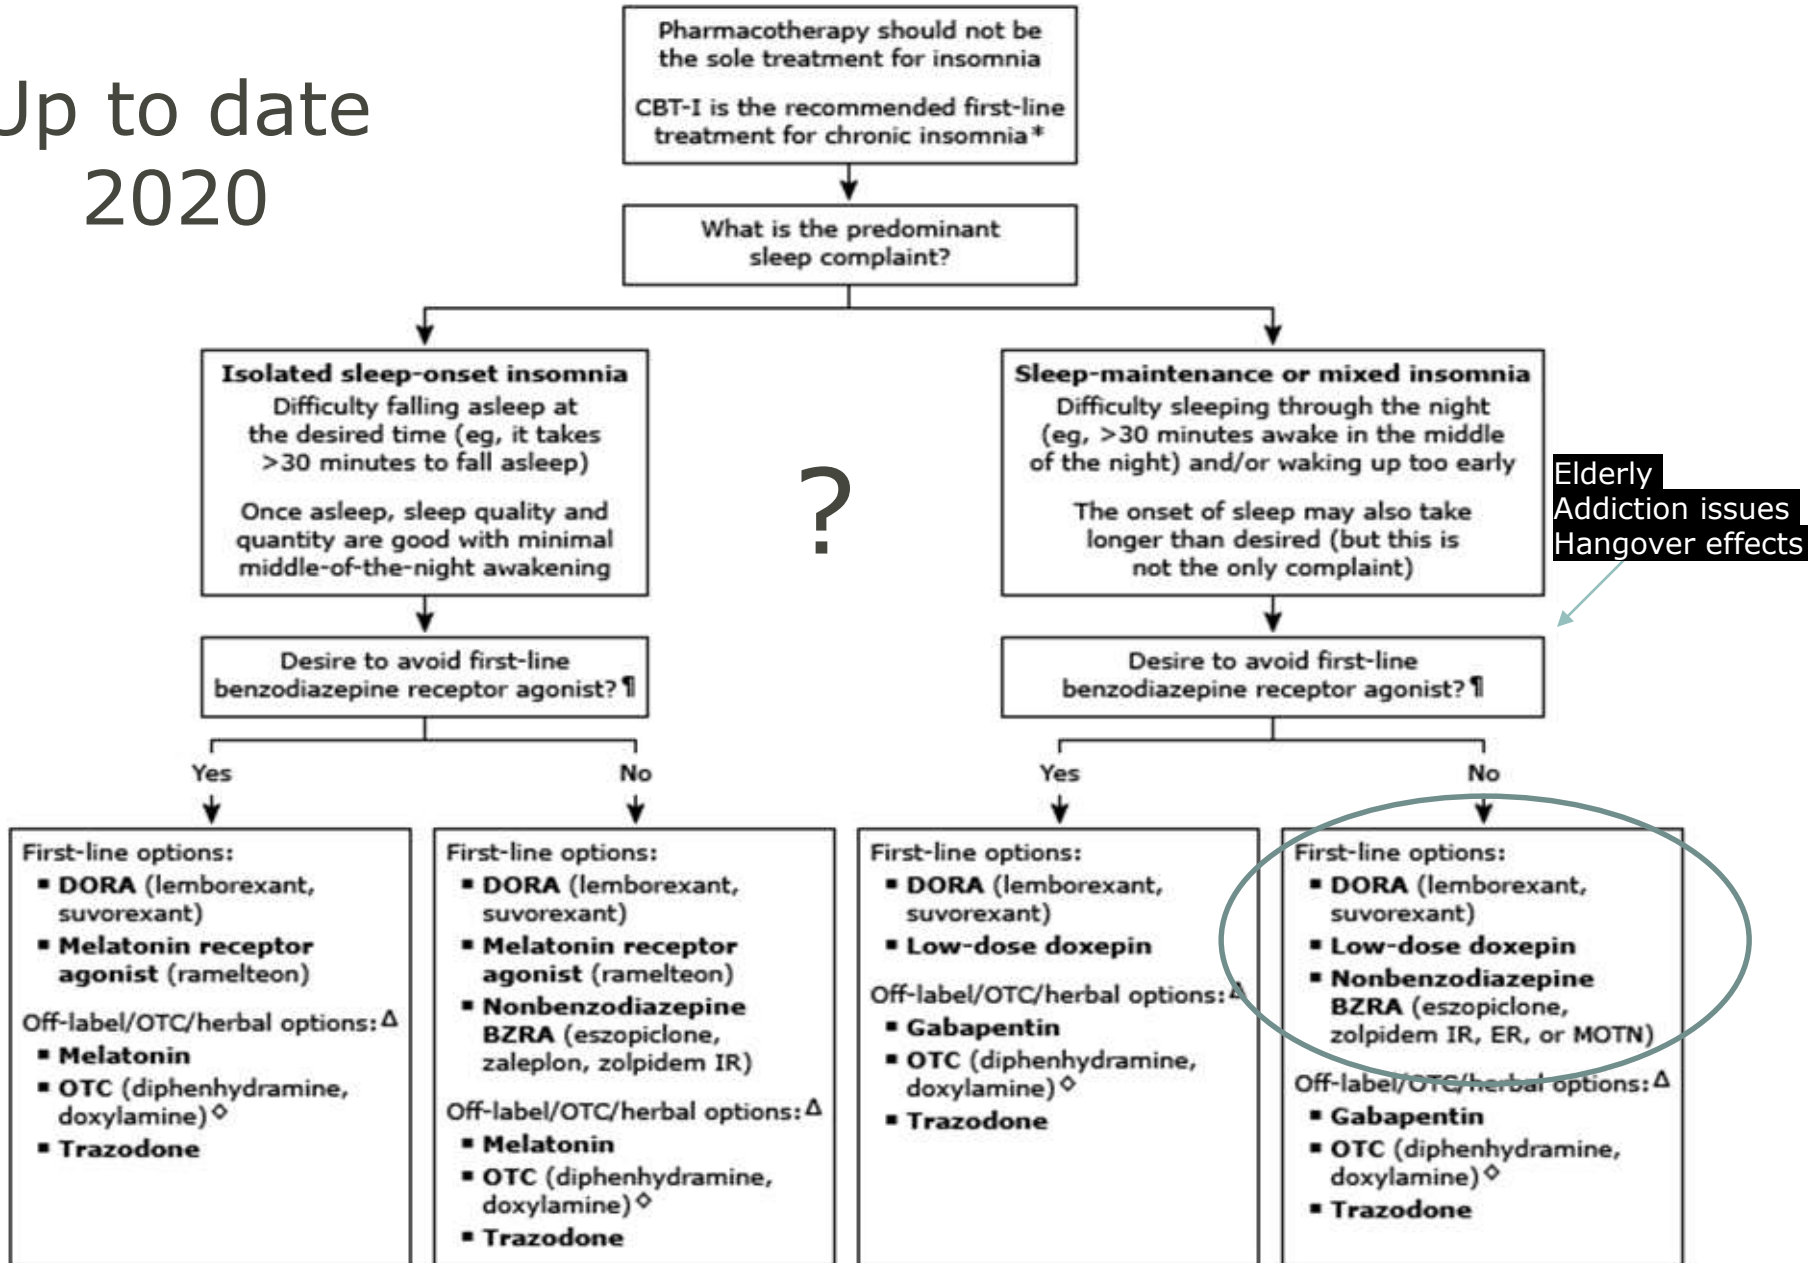 Up to date
2020
Pharmacotherapy should not be
the sole treatment for insomnia
CBT-I is the recommended first-line
treatment for chronic insomnia*
What is the predominant
sleep complaint?
Isolated sleep-onset insomnia
Difficulty falling asleep at
the desired time (eg, it takes
>30 minutes to fall asleep)
Once asleep, sleep quality and
quantity are good with minimal
middle-of-the-night awakening
?
Sleep-maintenance or mixed insomnia
Difficulty sleeping through the night
(eg, >30 minutes awake in the middle
of the night) and/or waking up too early
The onset of sleep may also take
longer than desired (but this is
not the only complaint)
Elderly
Addiction issues
Hangover effects
Desire to avoid first-line
benzodiazepine receptor agonist?¶
Desire to avoid first-line
benzodiazepine receptor agonist?¶
Yes
No
Yes
No
First-line options:
▪ DORA (lemborexant,
suvorexant)
▪ Melatonin receptor
agonist (ramelteon)
Off-label/OTC/herbal options:Δ
▪ Melatonin
▪ OTC (diphenhydramine,
doxylamine)◇
▪ Trazodone
First-line options:
▪ DORA (lemborexant,
suvorexant)
▪ Melatonin receptor
agonist (ramelteon)
▪ Nonbenzodiazepine
BZRA (eszopiclone,
zaleplon, zolpidem IR)
Off-label/OTC/herbal options:Δ
▪ Melatonin
▪ OTC (diphenhydramine,
doxylamine)◇
▪ Trazodone
First-line options:
▪ DORA (lemborexant,
suvorexant)
▪ Low-dose doxepin
Off-label/OTC/herbal options:Δ
▪ Gabapentin
▪ OTC (diphenhydramine,
doxylamine)◇
▪ Trazodone
First-line options:
▪ DORA (lemborexant,
suvorexant)
▪ Low-dose doxepin
▪ Nonbenzodiazepine
BZRA (eszopiclone,
zolpidem IR, ER, or MOTN)
Off-label/OTC/herbal options:Δ
▪ Gabapentin
▪ OTC (diphenhydramine,
doxylamine)◇
▪ Trazodone